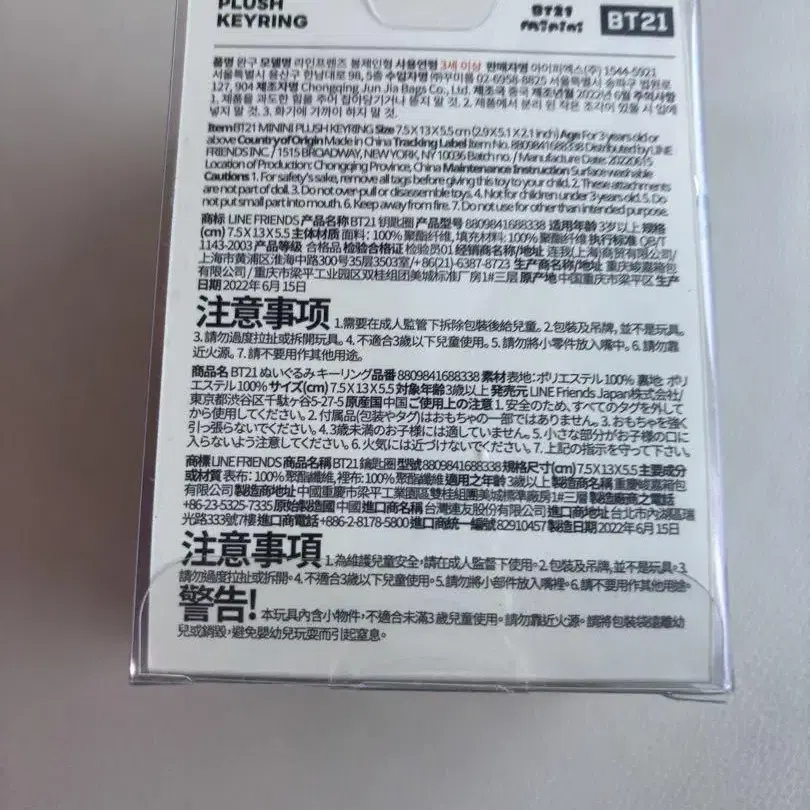 PLUSH
KEYRING
BT21
minini
BT21
품명 완구 모델명 라인프렌즈 봉제인형 사용연령 3세 이상 판매자명 아이피엑스(주) 1544-5921
서울특별시 용산구 한남대로 98, 5층 수입자명 ㈜꾸미름 02-6958-8825 서울특별시 송파구 법원로
127, 904 제조자명 Chongqing Jun Jia Bags Co., Ltd. 제조국 중국 제조년월 2022년 6월 주의사항
1. 제품을 과도한 힘을 주어 잡아당기거나 뜯지 말 것. 2. 제품에서 분리 된 작은 조각이 있을 시 입에
넣지 말 것. 3. 화기에 가까이 하지 말 것.
Item BT21 MININI PLUSH KEYRING Size 7.5 X 13 X 5.5 cm (2.9 X 5.1 X 2.1 inch) Age For 3 years old or
above Country of Origin Made in China Tracking Label Item No. 8809841688338 Distributed by LINE
FRIENDS INC. / 1515 BROADWAY, NEW YORK, NY 10036 Batch no. / Manufacture Date: 20220615
Location of Production: Chongqing Province, China Maintenance Instruction Surface washable
Cautions 1. For safety's sake, remove all tags before giving this toy to your child. 2. These attachments
are not part of doll. 3. Do not over-pull or disassemble toys. 4. Not for children under 3 years old. 5. Do
not put small part into mouth. 6. Keep away from fire. 7. Do not use for other than intended purpose.
商标 LINE FRIENDS 产品名称 BT21 钥匙圈 产品型号 8809841688338 适用年龄 3岁以上 规格
(cm) 7.5 X 13 X 5.5 主体材质 面料: 100% 聚酯纤维, 填充材料: 100% 聚酯纤维 执行标准 QB/T
1143-2003 产品等级 合格品 检验合格证 检验员01 经销商名称/地址 连我(上海)商贸有限公司/
上海市黄浦区淮海中路300号35层3503室/+86(21)-6387-8723 生产商名称/地址 重庆峻嘉箱包
有限公司 / 重庆市梁平工业园区双桂组团美城标准厂房1#三层 原产地 中国重庆市梁平区 生产
日期 2022年 6月 15日
注意事项 1.需要在成人監管下拆除包裝後給兒童。2.包裝及吊牌,並不是玩具。
3.請勿過度拉扯或拆開玩具。4.不適合3歲以下兒童使用。5.請勿將小零件放入嘴中。6.請勿靠
近火源。7.請不要用作其他用途。
商品名 BT21 ぬいぐるみ キーリング 品番 8809841688338 素材 表地:ポリエステル 100% 裏地: ポリ
エステル 100% サイズ(cm) 7.5 X 13 X 5.5 対象年齢 3歳以上 発売元 LINE Friends Japan株式会社/
東京都渋谷区千駄ヶ谷5-27-5 原産国 中国 ご使用上の注意 1. 安全のため、すべてのタグを外して
から使用してください。2. 付属品(包装やタグ)はおもちゃの一部ではありません。3. おもちゃを強く
引っ張らないでください。4. 3歳未満のお子様には適していません。5. 小さな部分がお子様の口に
入らないよう注意してください。6. 火気には近づけないでください。7. 上記の指示を守って下さい。
商標 LINE FRIENDS 商品名稱 BT21 鑰匙圈 型號 8809841688338 規格尺寸(cm) 7.5 X 13 X 5.5 主要成分
或材質 表布: 100% 聚酯纖維, 裡布: 100% 聚酯纖維 適用之年齡 3歲以上 製造商名稱 重慶峻嘉箱包
有限公司 製造商地址 中國重慶市梁平工業園區雙桂組團美城標準廠房1#三層 製造廠商之電話
+86-23-5325-7335 原始製造國 中國 進口商名稱 台灣連友股份有限公司 進口商地址 台北市內湖區瑞
光路333號7樓 進口商電話 +886-2-8178-5800 進口商統一編號 82910457 製造日期 2022年 6月 15日
注意事項 1.為維護兒童安全,請在成人監督下使用。2.包裝及吊牌,並不是玩具。3.
請勿過度拉扯或拆開。4.不適合3歲以下兒童使用。5.請勿將小部件放入嘴裡。6.請不要用作其他用途。
警告! 本玩具內含小物件,不適合未滿3歲兒童使用。請勿靠近火源。請將包裝袋遠離幼
兒或銷毀,避免嬰幼兒玩耍而引起窒息。